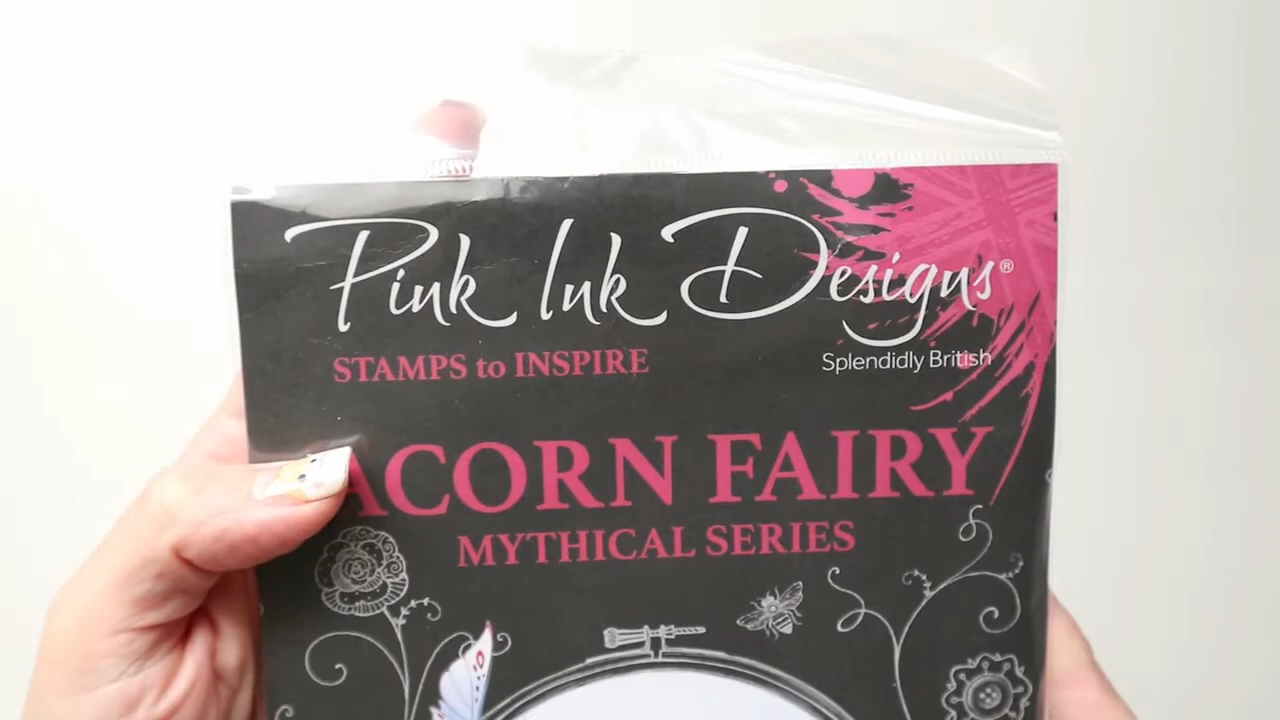 Pink Ink Designs®
STAMPS to INSPIRE
Splendidly British
ACORN FAIRY
MYTHICAL SERIES